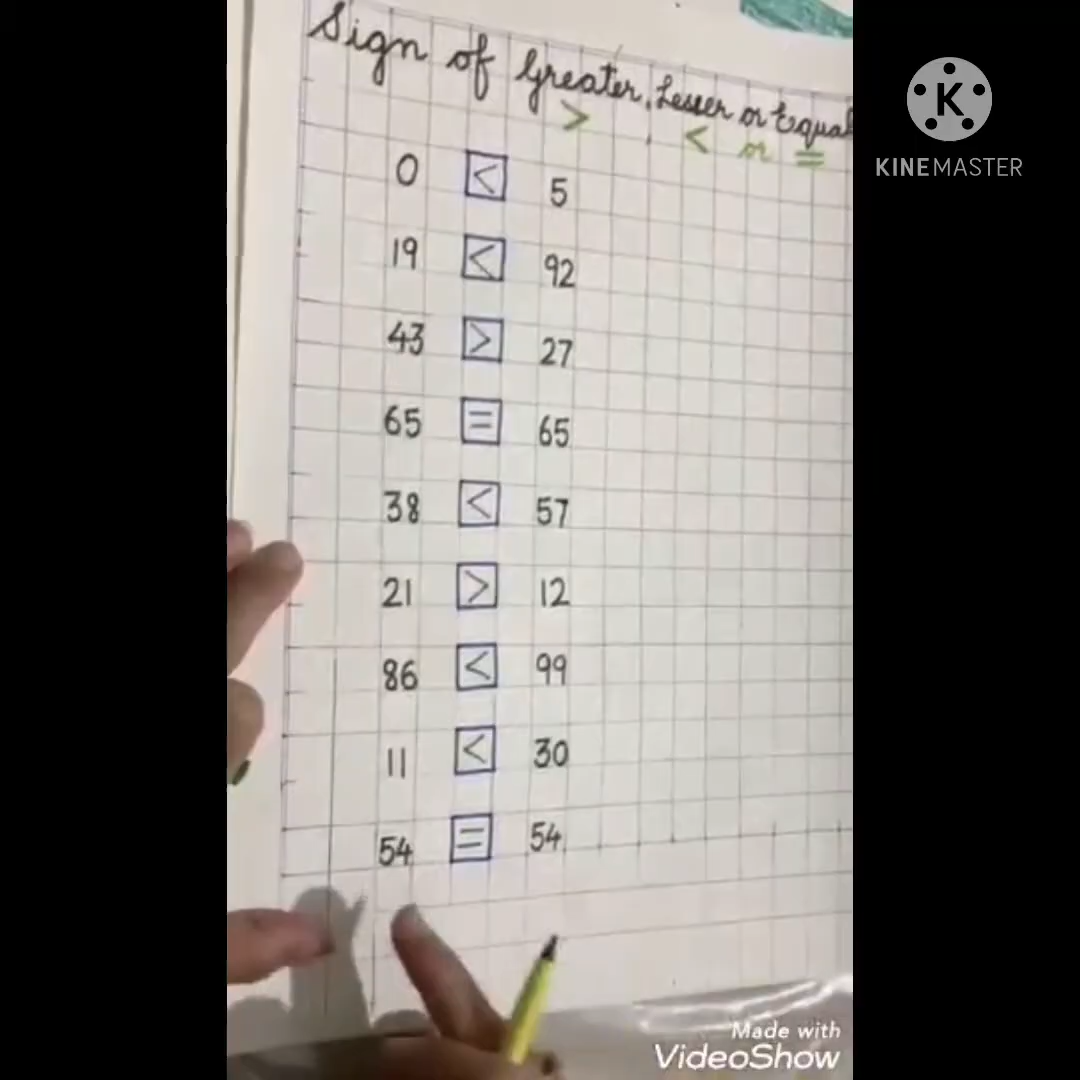 Sign of Greater, Lesser or Equal
> , < or =
0 < 5
19 < 92
43 > 27
65 = 65
38 < 57
21 > 12
86 < 99
11 < 30
54 = 54
K
KINEMASTER
Made with
VideoShow